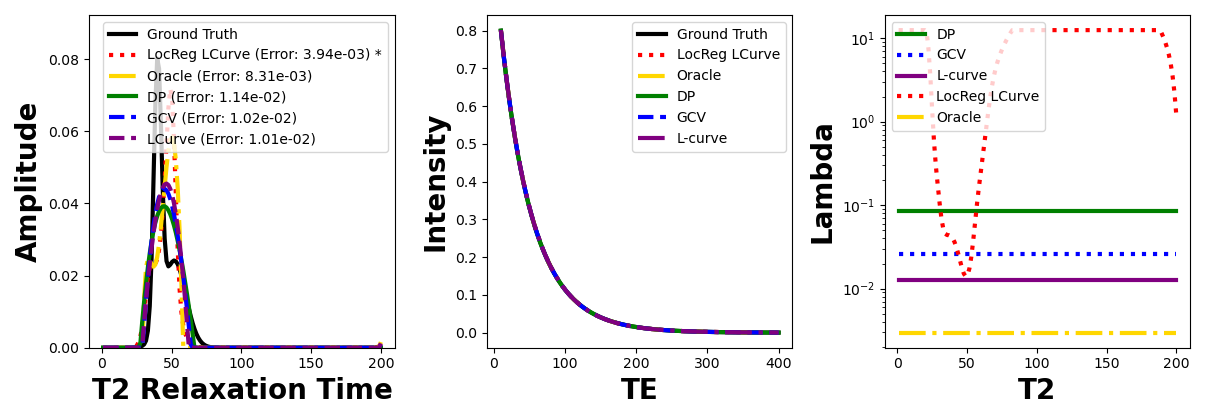 Amplitude
0.08
0.06
0.04
0.02
0.00
Ground Truth
LocReg LCurve (Error: 3.94e-03) *
Oracle (Error: 8.31e-03)
DP (Error: 1.14e-02)
GCV (Error: 1.02e-02)
LCurve (Error: 1.01e-02)
0 50 100 150 200
T2 Relaxation Time
Intensity
0.8
0.7
0.6
0.5
0.4
0.3
0.2
0.1
0.0
Ground Truth
LocReg LCurve
Oracle
DP
GCV
L-curve
0 100 200 300 400
TE
Lambda
10¹
10⁰
10⁻¹
10⁻²
DP
GCV
L-curve
LocReg LCurve
Oracle
0 50 100 150 200
T2